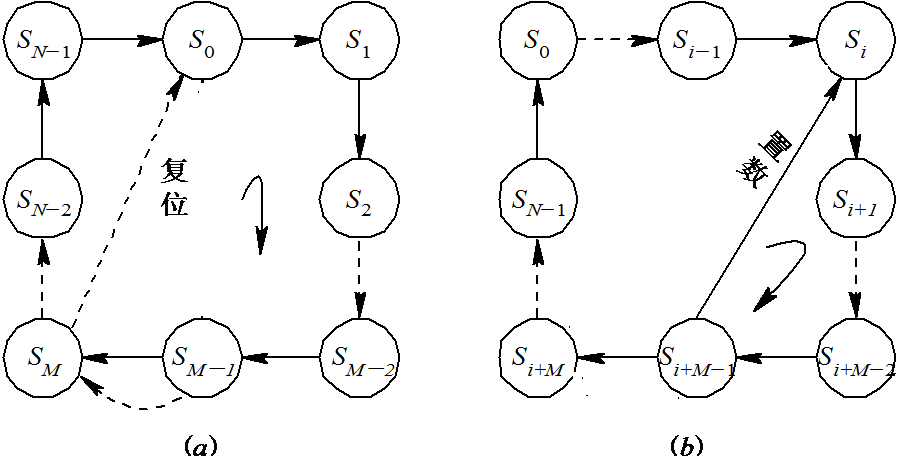 S_{N−1} S_0 S_1 S_0 S_{i−1} S_i
复位
置数
S_{N−2} S_2 S_{N−1} S_{i+1}
S_M S_{M−1} S_{M−2} S_{i+M} S_{i+M−1} S_{i+M−2}
(a) (b)